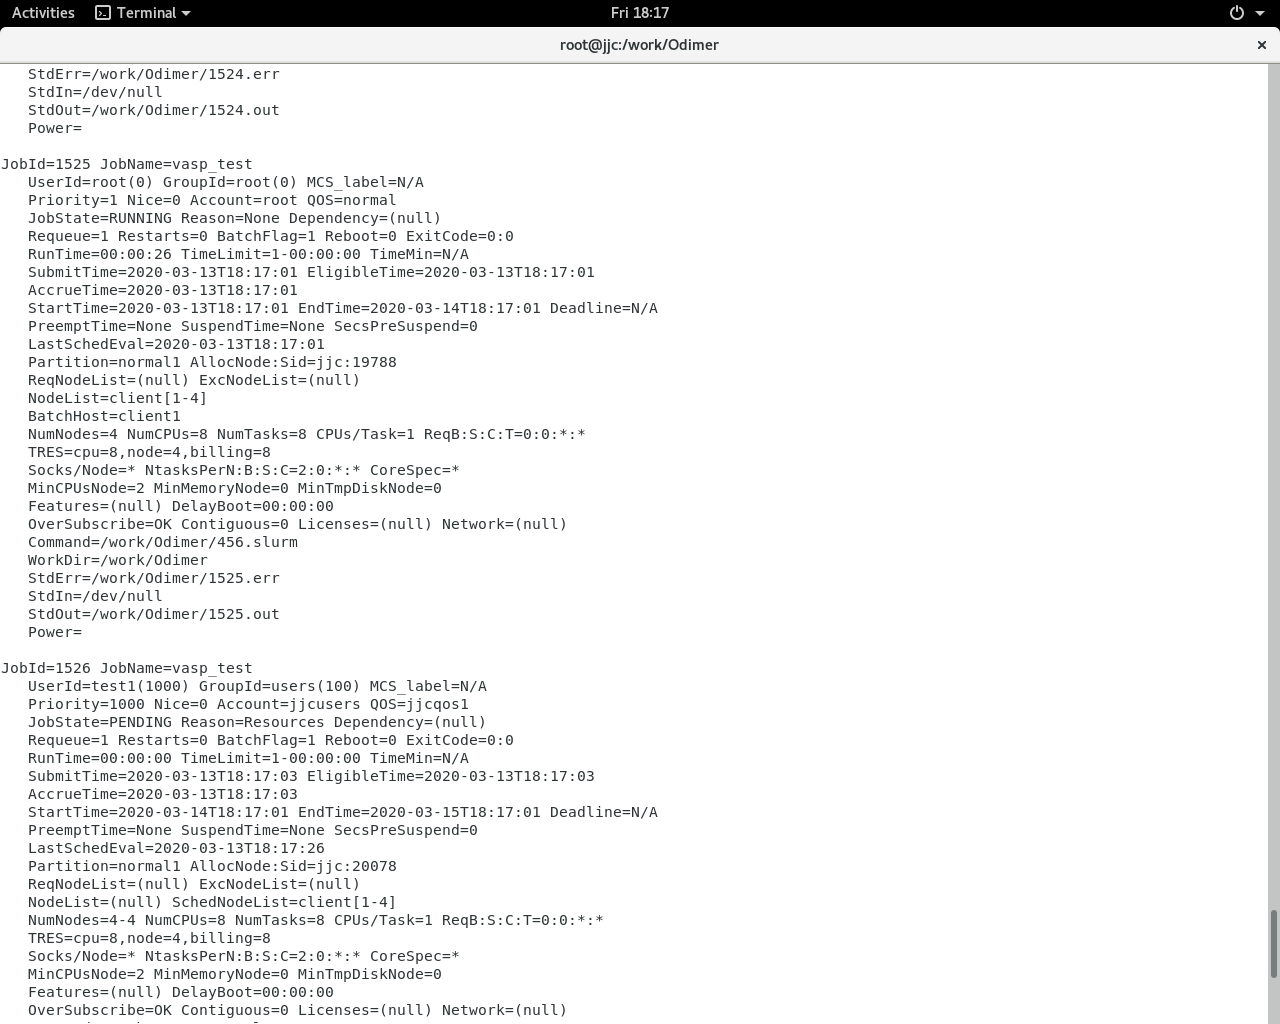 Activities Terminal Fri 18:17
root@jjc:/work/Odimer ×
StdErr=/work/Odimer/1524.err
StdIn=/dev/null
StdOut=/work/Odimer/1524.out
Power=
JobId=1525 JobName=vasp_test
UserId=root(0) GroupId=root(0) MCS_label=N/A
Priority=1 Nice=0 Account=root QOS=normal
JobState=RUNNING Reason=None Dependency=(null)
Requeue=1 Restarts=0 BatchFlag=1 Reboot=0 ExitCode=0:0
RunTime=00:00:26 TimeLimit=1-00:00:00 TimeMin=N/A
SubmitTime=2020-03-13T18:17:01 EligibleTime=2020-03-13T18:17:01
AccrueTime=2020-03-13T18:17:01
StartTime=2020-03-13T18:17:01 EndTime=2020-03-14T18:17:01 Deadline=N/A
PreemptTime=None SuspendTime=None SecsPreSuspend=0
LastSchedEval=2020-03-13T18:17:01
Partition=normal1 AllocNode:Sid=jjc:19788
ReqNodeList=(null) ExcNodeList=(null)
NodeList=client[1-4]
BatchHost=client1
NumNodes=4 NumCPUs=8 NumTasks=8 CPUs/Task=1 ReqB:S:C:T=0:0:*:*
TRES=cpu=8,node=4,billing=8
Socks/Node=* NtasksPerN:B:S:C=2:0:*:* CoreSpec=*
MinCPUsNode=2 MinMemoryNode=0 MinTmpDiskNode=0
Features=(null) DelayBoot=00:00:00
OverSubscribe=OK Contiguous=0 Licenses=(null) Network=(null)
Command=/work/Odimer/456.slurm
WorkDir=/work/Odimer
StdErr=/work/Odimer/1525.err
StdIn=/dev/null
StdOut=/work/Odimer/1525.out
Power=
JobId=1526 JobName=vasp_test
UserId=test1(1000) GroupId=users(100) MCS_label=N/A
Priority=1000 Nice=0 Account=jjcusers QOS=jjcqos1
JobState=PENDING Reason=Resources Dependency=(null)
Requeue=1 Restarts=0 BatchFlag=1 Reboot=0 ExitCode=0:0
RunTime=00:00:00 TimeLimit=1-00:00:00 TimeMin=N/A
SubmitTime=2020-03-13T18:17:03 EligibleTime=2020-03-13T18:17:03
AccrueTime=2020-03-13T18:17:03
StartTime=2020-03-14T18:17:01 EndTime=2020-03-15T18:17:01 Deadline=N/A
PreemptTime=None SuspendTime=None SecsPreSuspend=0
LastSchedEval=2020-03-13T18:17:26
Partition=normal1 AllocNode:Sid=jjc:20078
ReqNodeList=(null) ExcNodeList=(null)
NodeList=(null) SchedNodeList=client[1-4]
NumNodes=4-4 NumCPUs=8 NumTasks=8 CPUs/Task=1 ReqB:S:C:T=0:0:*:*
TRES=cpu=8,node=4,billing=8
Socks/Node=* NtasksPerN:B:S:C=2:0:*:* CoreSpec=*
MinCPUsNode=2 MinMemoryNode=0 MinTmpDiskNode=0
Features=(null) DelayBoot=00:00:00
OverSubscribe=OK Contiguous=0 Licenses=(null) Network=(null)